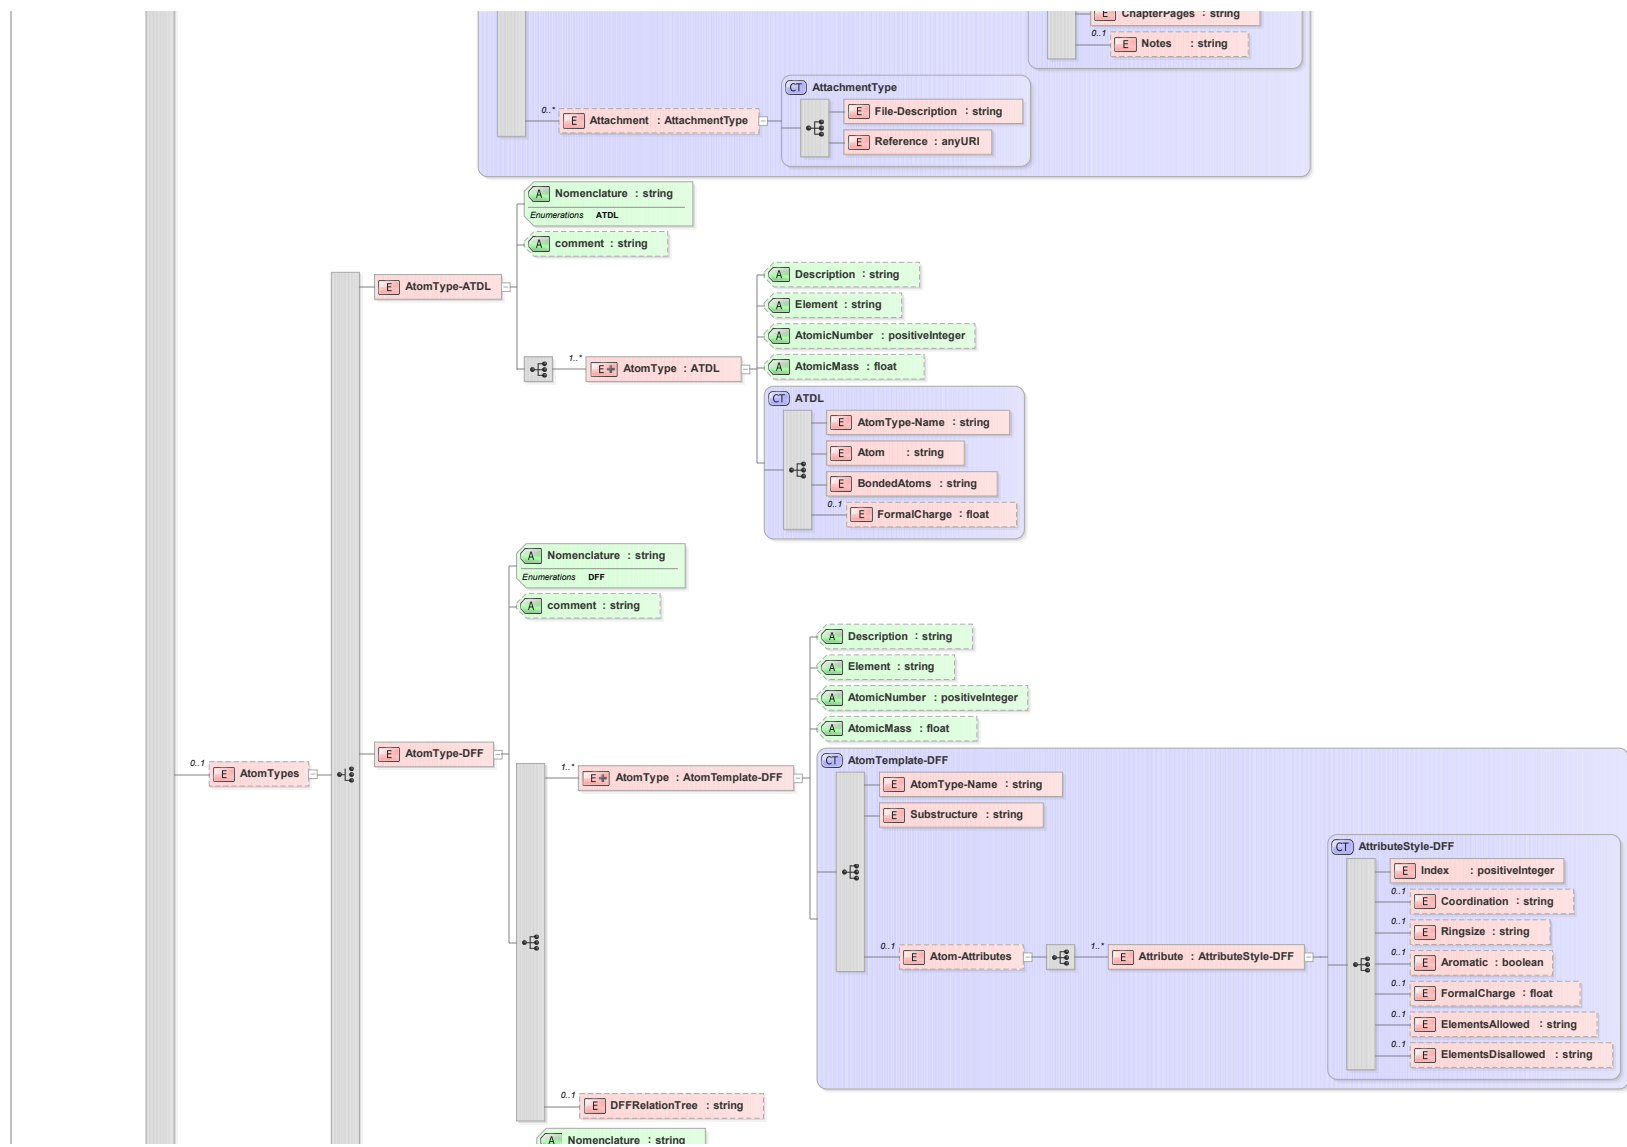 E ChapterPages : string
0..1
E Notes : string
CT AttachmentType
0..*
E Attachment : AttachmentType
E File-Description : string
E Reference : anyURI
A Nomenclature : string
Enumerations ATDL
A comment : string
E AtomType-ATDL
A Description : string
A Element : string
A AtomicNumber : positiveInteger
1..*
E AtomType : ATDL
A AtomicMass : float
CT ATDL
E AtomType-Name : string
E Atom : string
E BondedAtoms : string
0..1
E FormalCharge : float
A Nomenclature : string
Enumerations DFF
A comment : string
A Description : string
A Element : string
A AtomicNumber : positiveInteger
A AtomicMass : float
E AtomType-DFF
0..1
E AtomTypes
1..*
E AtomType : AtomTemplate-DFF
CT AtomTemplate-DFF
E AtomType-Name : string
E Substructure : string
0..1
E Atom-Attributes
1..*
E Attribute : AttributeStyle-DFF
CT AttributeStyle-DFF
E Index : positiveInteger
0..1
E Coordination : string
0..1
E Ringsize : string
0..1
E Aromatic : boolean
0..1
E FormalCharge : float
0..1
E ElementsAllowed : string
0..1
E ElementsDisallowed : string
0..1
E DFFRelationTree : string
A Nomenclature : string